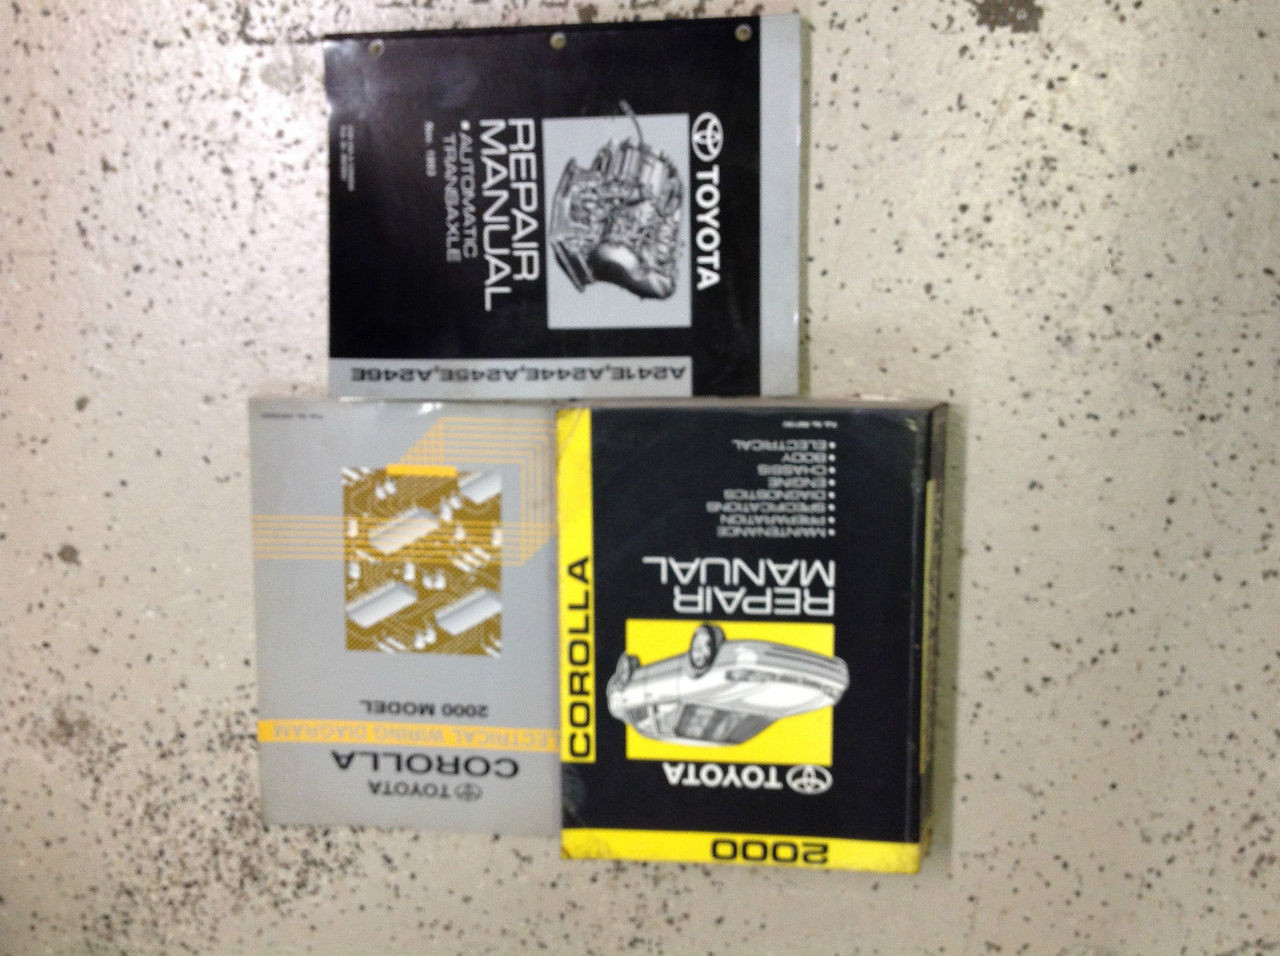 TOYOTA
REPAIR
MANUAL
• AUTOMATIC
TRANSAXLE
A241E,A244E,A245E,A246E
TOYOTA
COROLLA
ELECTRICAL WIRING DIAGRAM
2000 MODEL
2000
TOYOTA
COROLLA
REPAIR
MANUAL
• MAINTENANCE
• PREPARATION
• SPECIFICATIONS
• DIAGNOSTICS
• ENGINE
• CHASSIS
• BODY
• ELECTRICAL